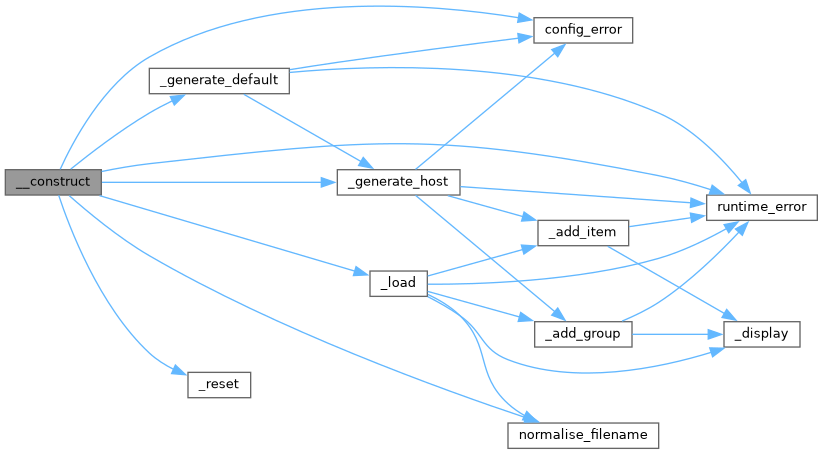 config_error
_generate_default
__construct
_generate_host
runtime_error
_add_item
_load
_add_group
_display
_reset
normalise_filename